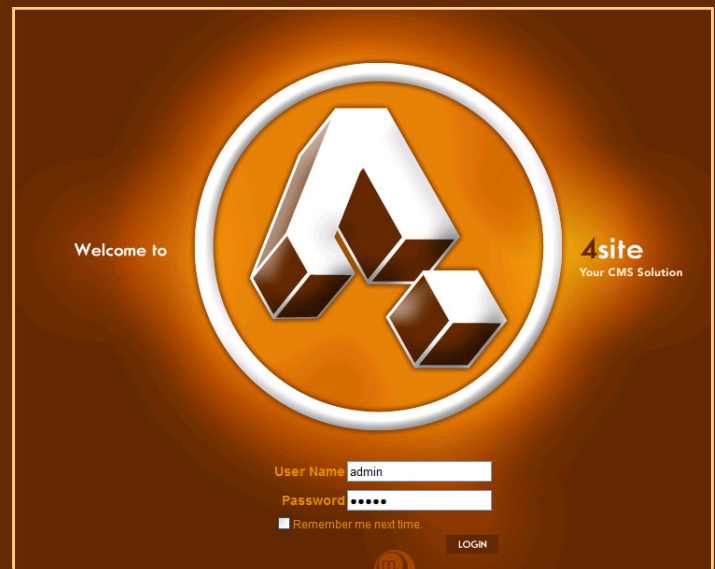 Welcome to
4site
Your CMS Solution
User Name admin
Password •••••
Remember me next time.
LOGIN
m